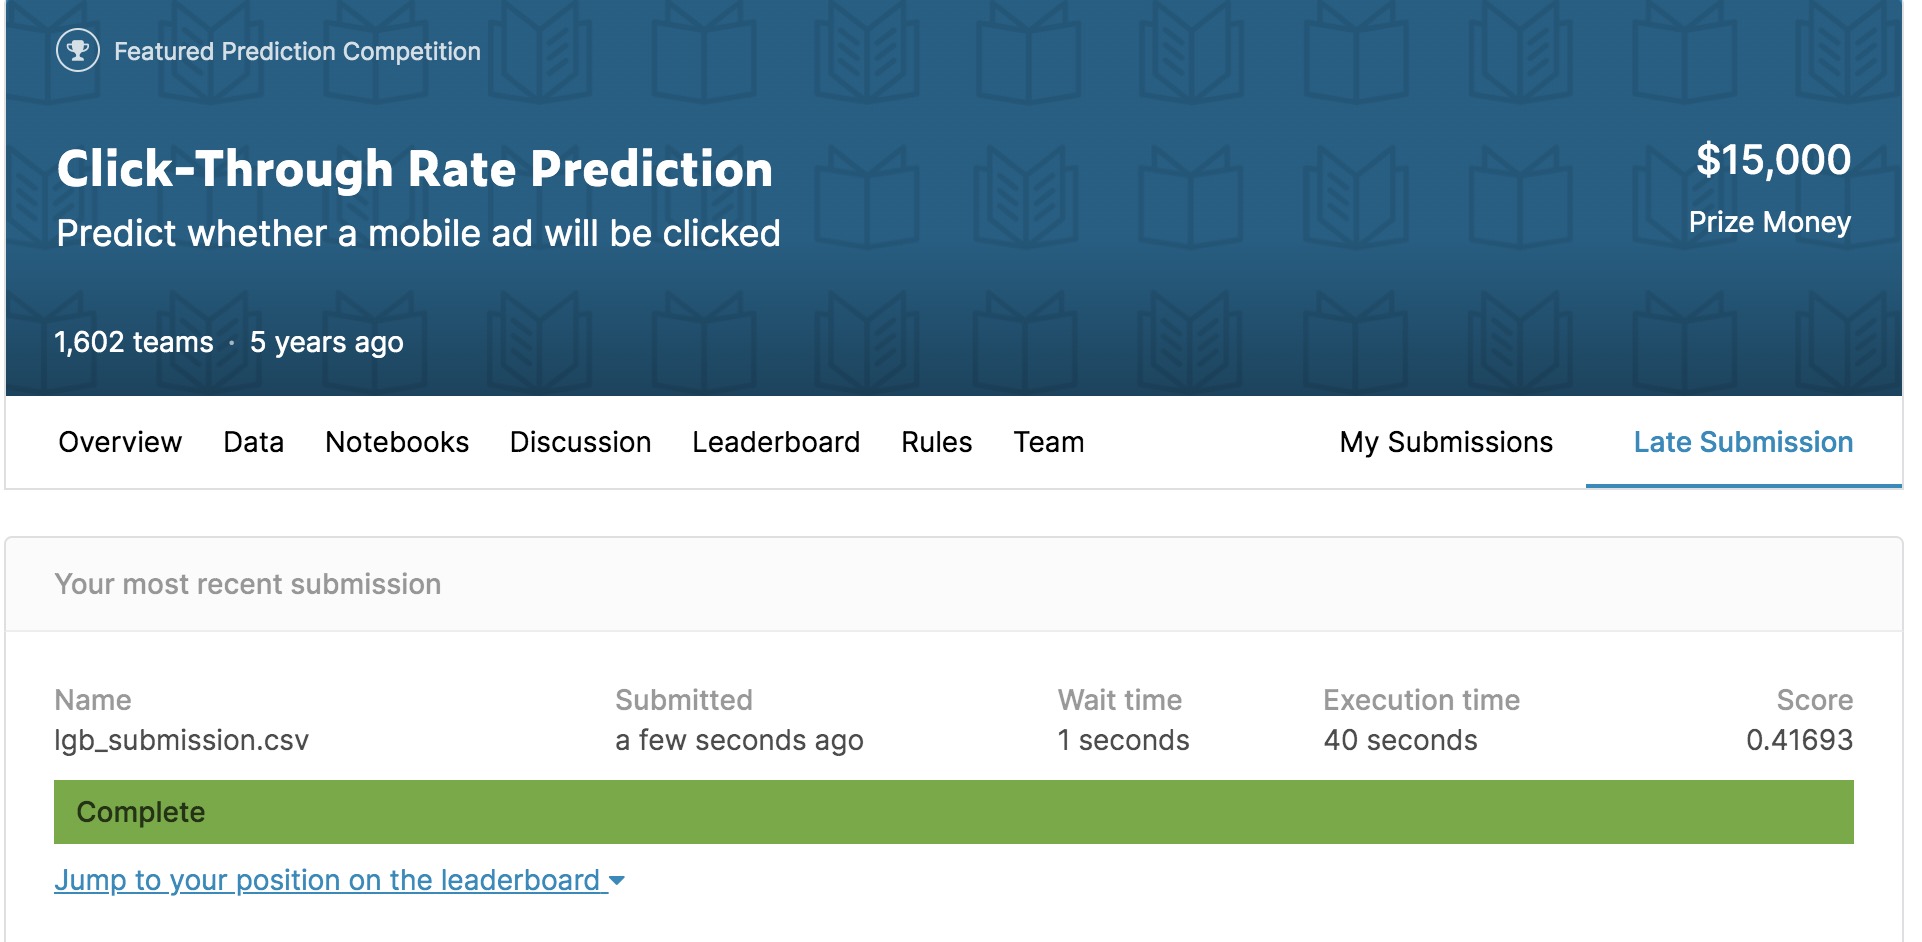 Featured Prediction Competition
Click-Through Rate Prediction
$15,000
Predict whether a mobile ad will be clicked
Prize Money
1,602 teams · 5 years ago
Overview Data Notebooks Discussion Leaderboard Rules Team My Submissions Late Submission
Your most recent submission
Name Submitted Wait time Execution time Score
lgb_submission.csv a few seconds ago 1 seconds 40 seconds 0.41693
Complete
Jump to your position on the leaderboard